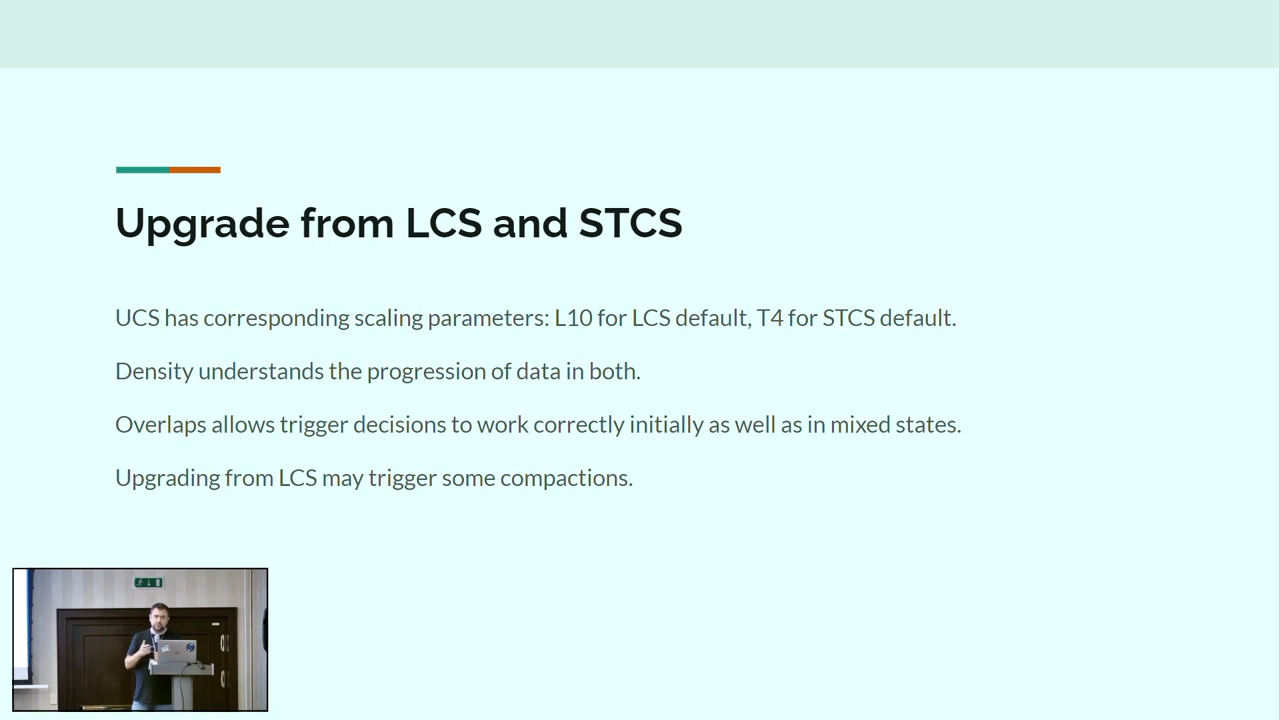 Upgrade from LCS and STCS
UCS has corresponding scaling parameters: L10 for LCS default, T4 for STCS default.
Density understands the progression of data in both.
Overlaps allows trigger decisions to work correctly initially as well as in mixed states.
Upgrading from LCS may trigger some compactions.